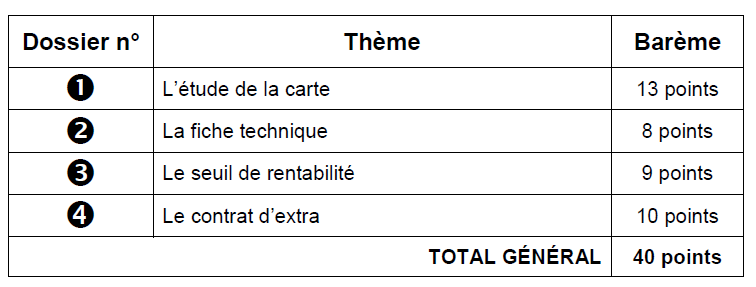 Dossier n° Thème Barème
❶ L’étude de la carte 13 points
❷ La fiche technique 8 points
❸ Le seuil de rentabilité 9 points
❹ Le contrat d’extra 10 points
TOTAL GÉNÉRAL 40 points